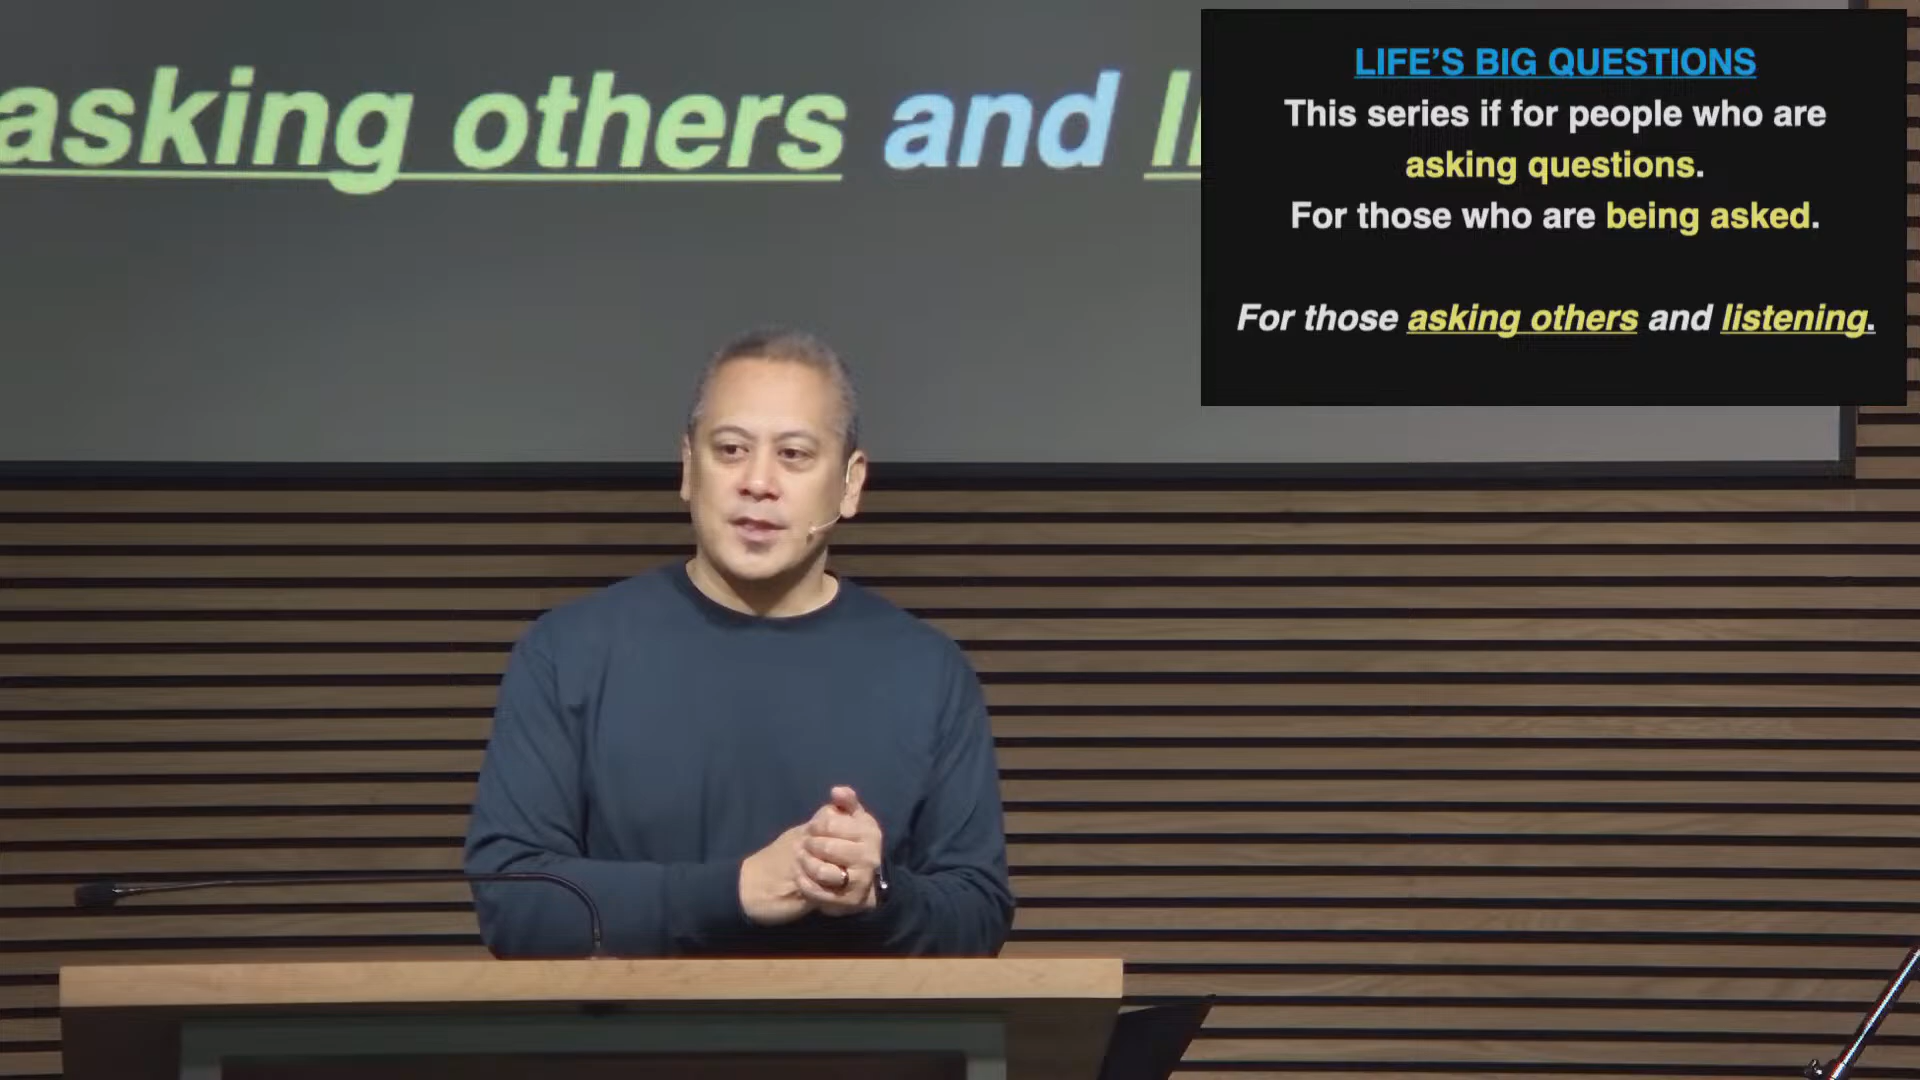 asking others and li
LIFE'S BIG QUESTIONS
This series if for people who are
asking questions.
For those who are being asked.
For those asking others and listening.